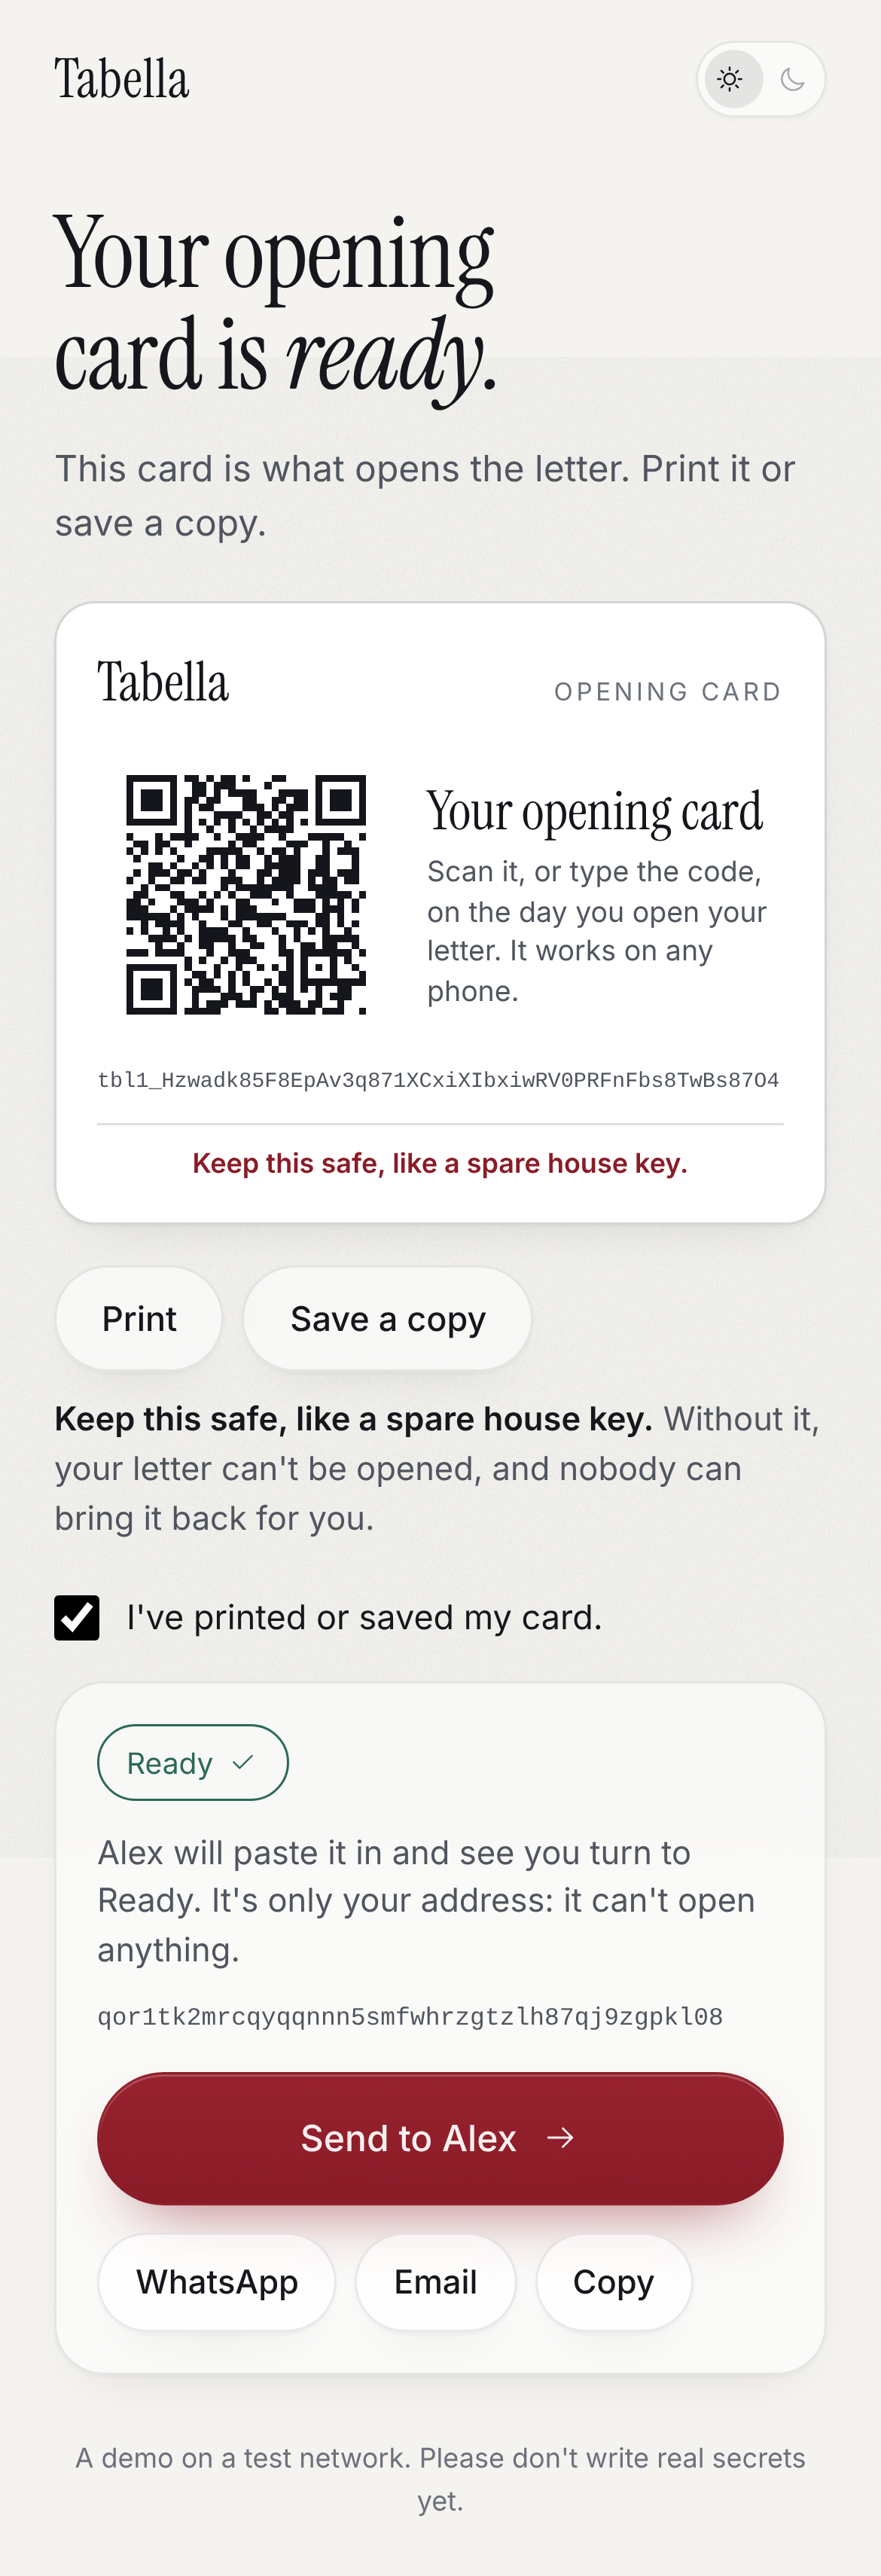 Tabella
Your opening
card is ready.
This card is what opens the letter. Print it or
save a copy.
Tabella
OPENING CARD
Your opening card
Scan it, or type the code,
on the day you open your
letter. It works on any
phone.
tbl1_Hzwadk85F8EpAv3q871XCxiXIbxiwRV0PRFnFbs8TwBs87O4
Keep this safe, like a spare house key.
Print
Save a copy
Keep this safe, like a spare house key. Without it,
your letter can't be opened, and nobody can
bring it back for you.
I've printed or saved my card.
Ready
Alex will paste it in and see you turn to
Ready. It's only your address: it can't open
anything.
qor1tk2mrcqyqqnnn5smfwhrzgtzlh87qj9zgpkl08
Send to Alex
WhatsApp
Email
Copy
A demo on a test network. Please don't write real secrets
yet.